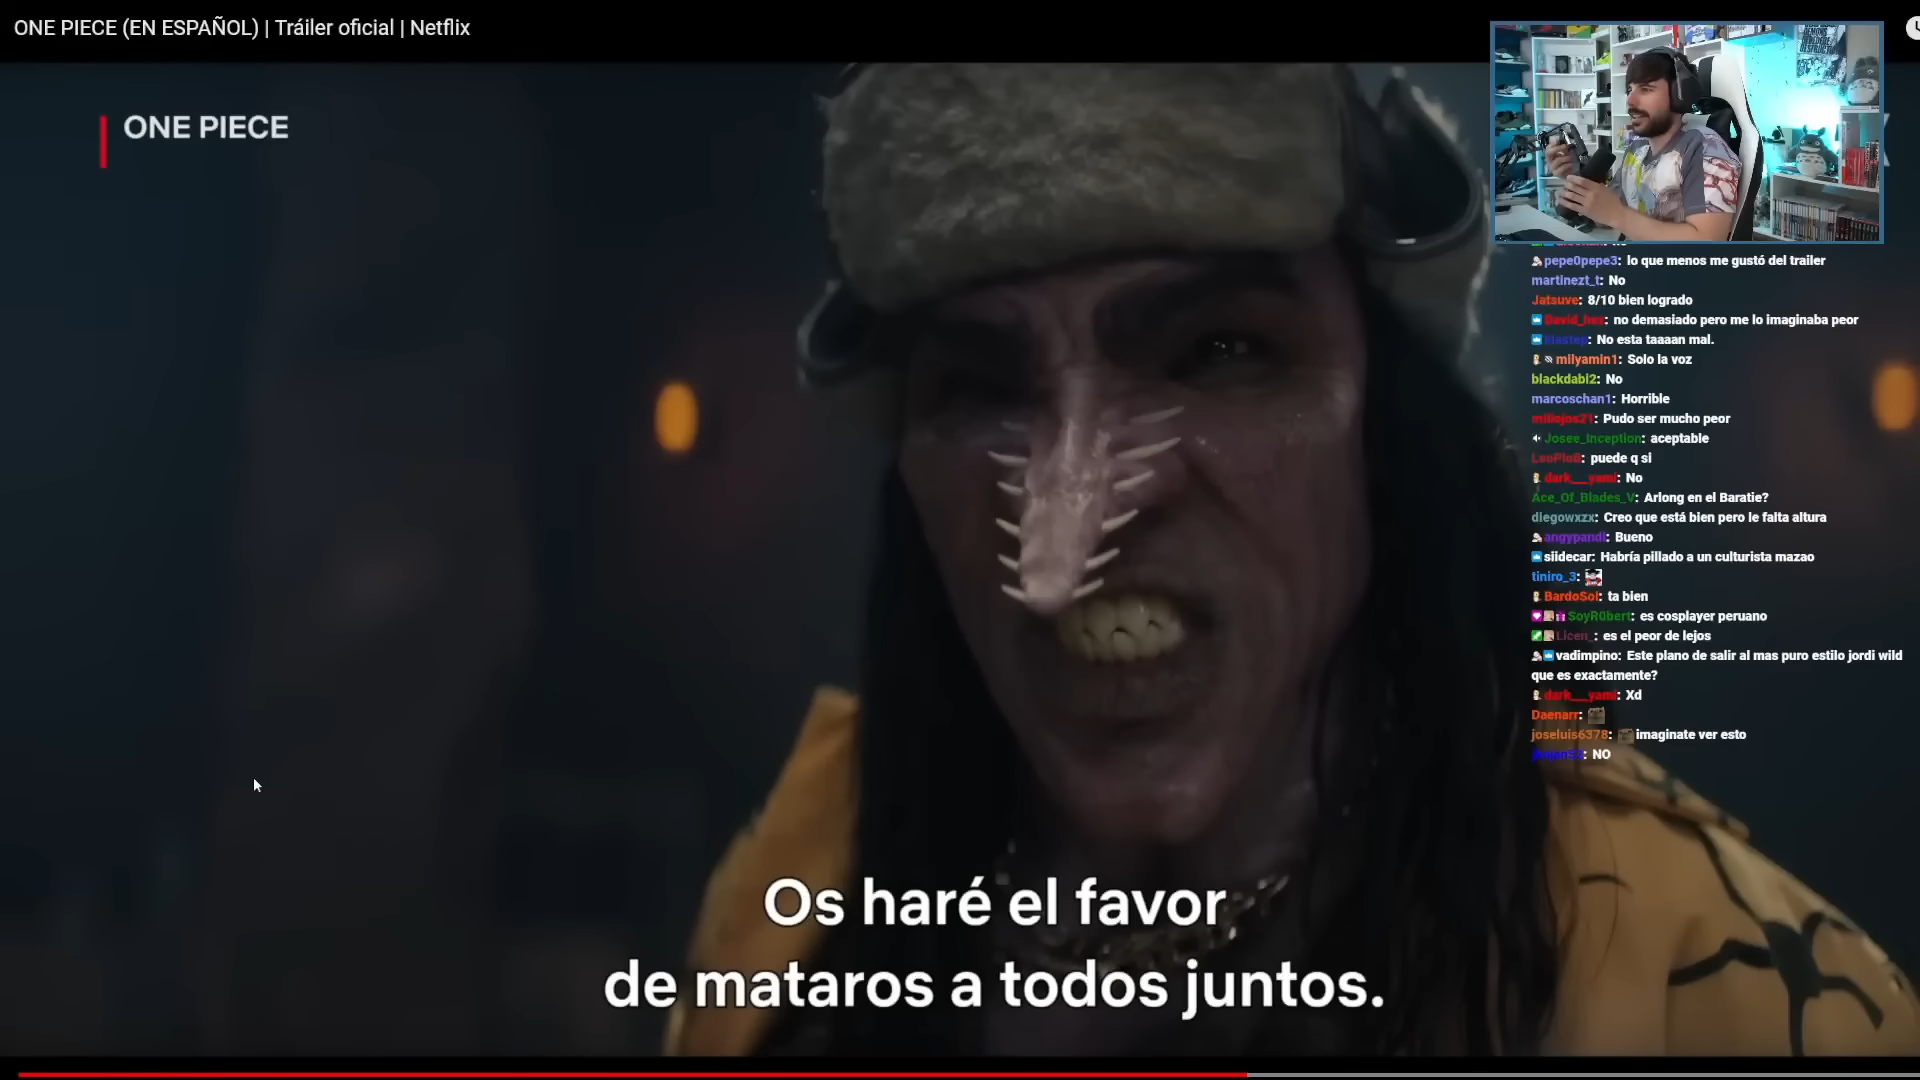 ONE PIECE (EN ESPAÑOL) | Tráiler oficial | Netflix
ONE PIECE
pepe0pepe3: lo que menos me gustó del trailer
martinezt_t: No
Jatsuve: 8/10 bien logrado
David_hez: no demasiado pero me lo imaginaba peor
No esta taaaan mal.
milyamin1: Solo la voz
blackdabi2: No
marcoschan1: Horrible
Pudo ser mucho peor
Josee_Inception: aceptable
puede q si
dark__yami: No
Ace_Of_Blades_V: Arlong en el Baratie?
diegowxzx: Creo que está bien pero le falta altura
angypandi: Bueno
siidecar: Habría pillado a un culturista mazao
tiniro_3:
BardoSol: ta bien
SoyR0bert: es cosplayer peruano
Licen_: es el peor de lejos
vadimpino: Este plano de salir al mas puro estilo jordi wild
que es exactamente?
dark__yami: Xd
Daenarr:
joseluis6378: imaginate ver esto
NO
Os haré el favor
de mataros a todos juntos.